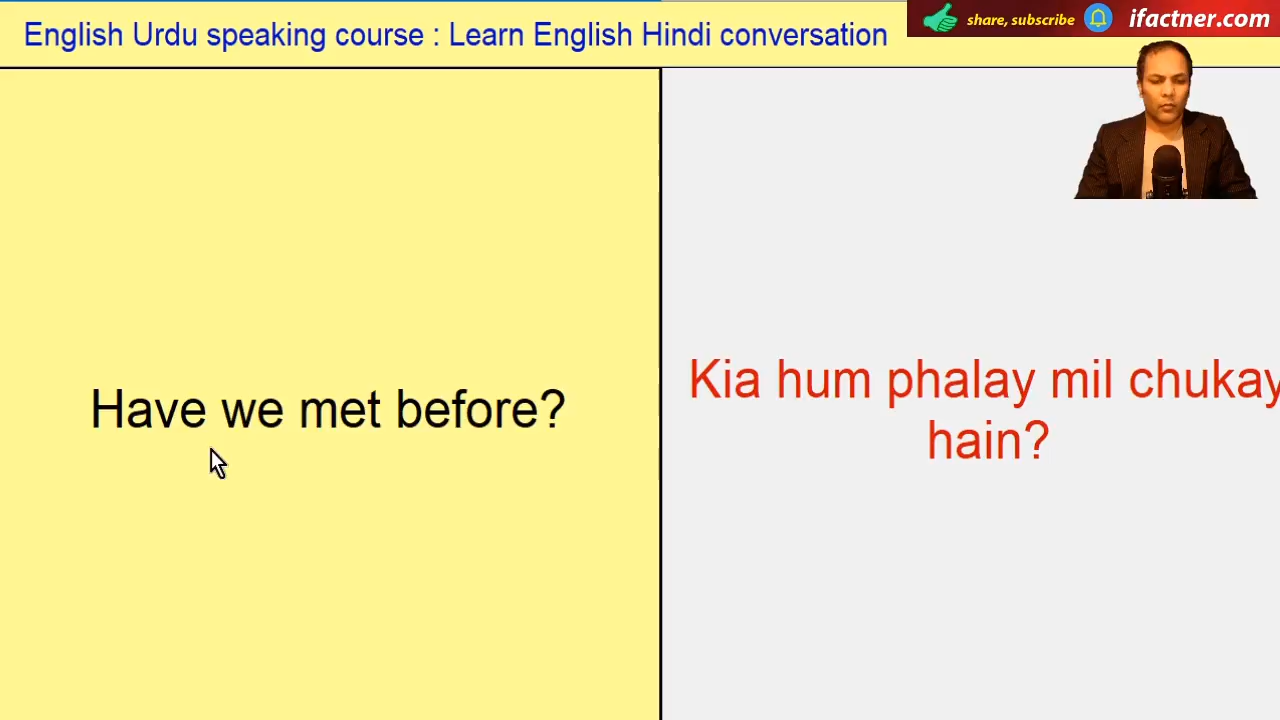 English Urdu speaking course : Learn English Hindi conversation
share, subscribe
ifactner.com
Have we met before?
Kia hum phalay mil chukay
hain?